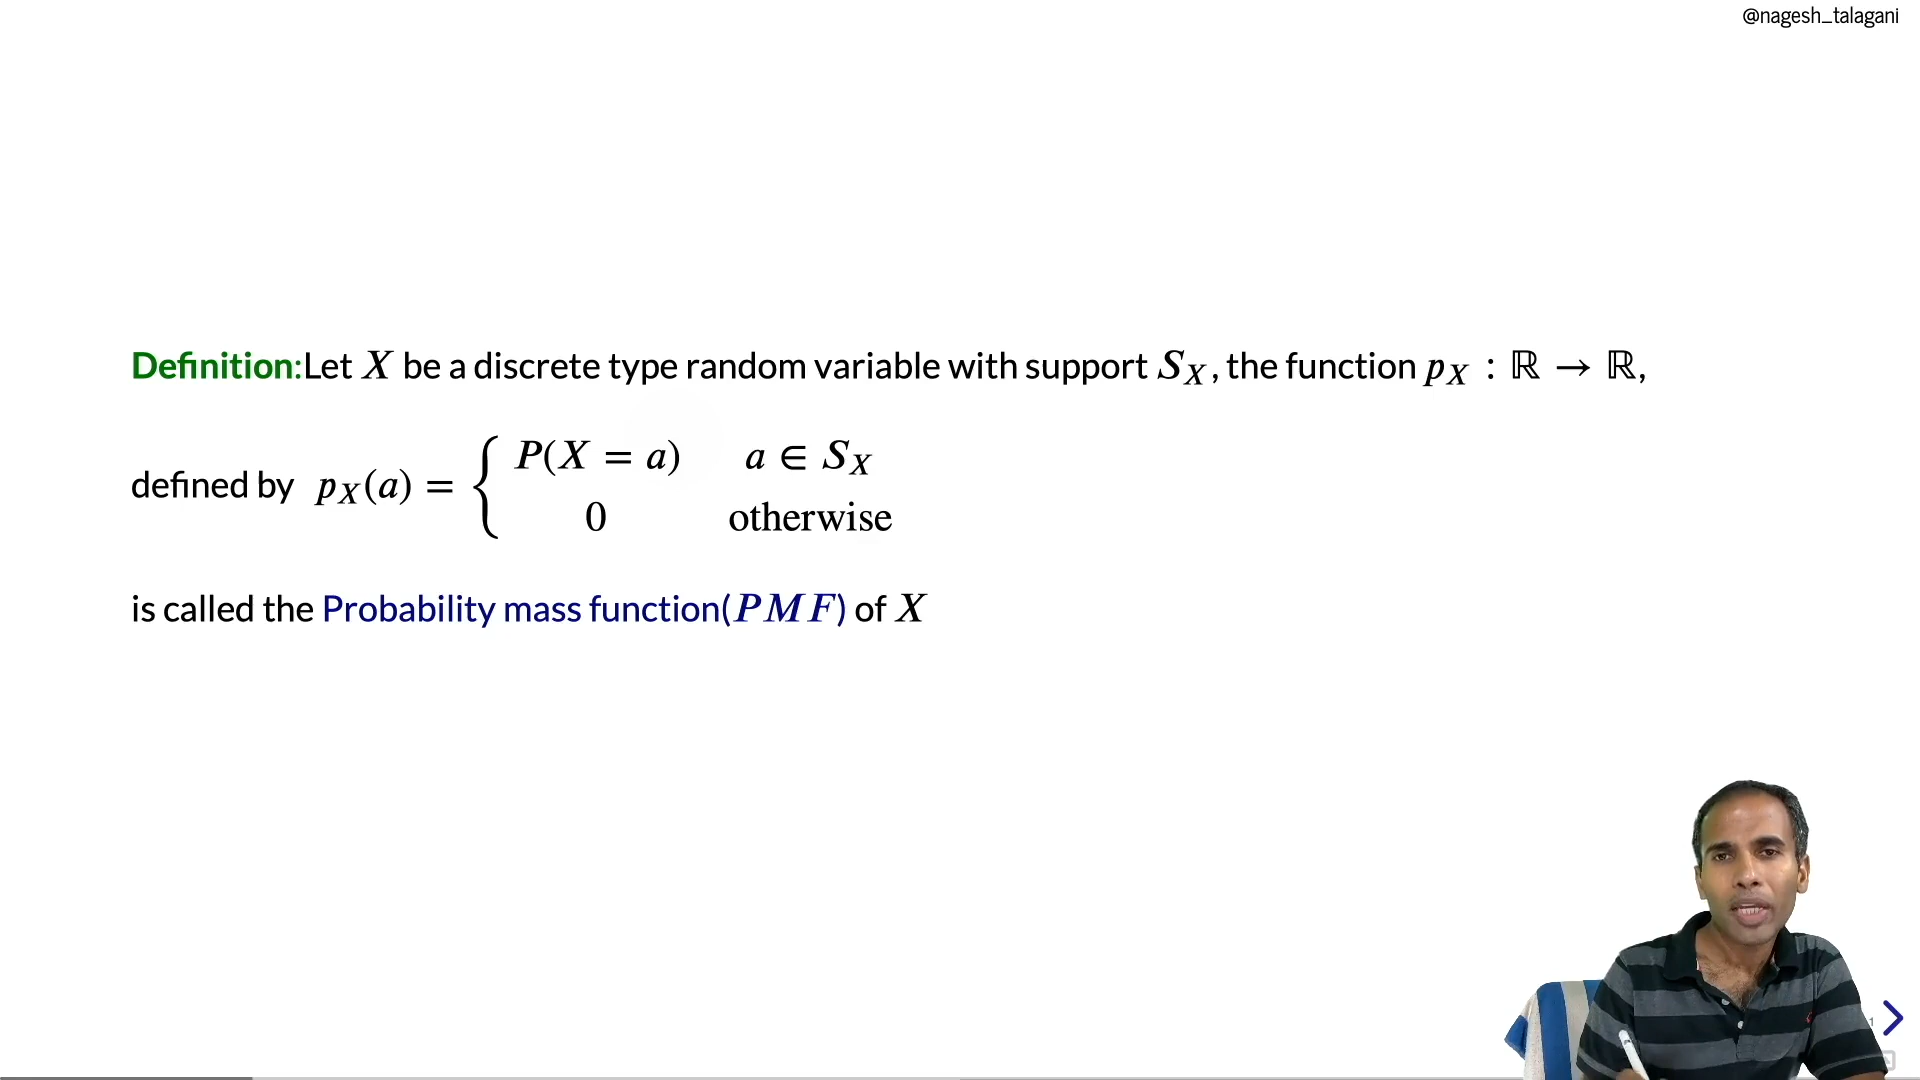 @nagesh_talagani
Definition:Let X be a discrete type random variable with support S_X, the function p_X : ℝ → ℝ,
defined by p_X(a) = { P(X = a) a ∈ S_X
0 otherwise
is called the Probability mass function(PMF) of X
1